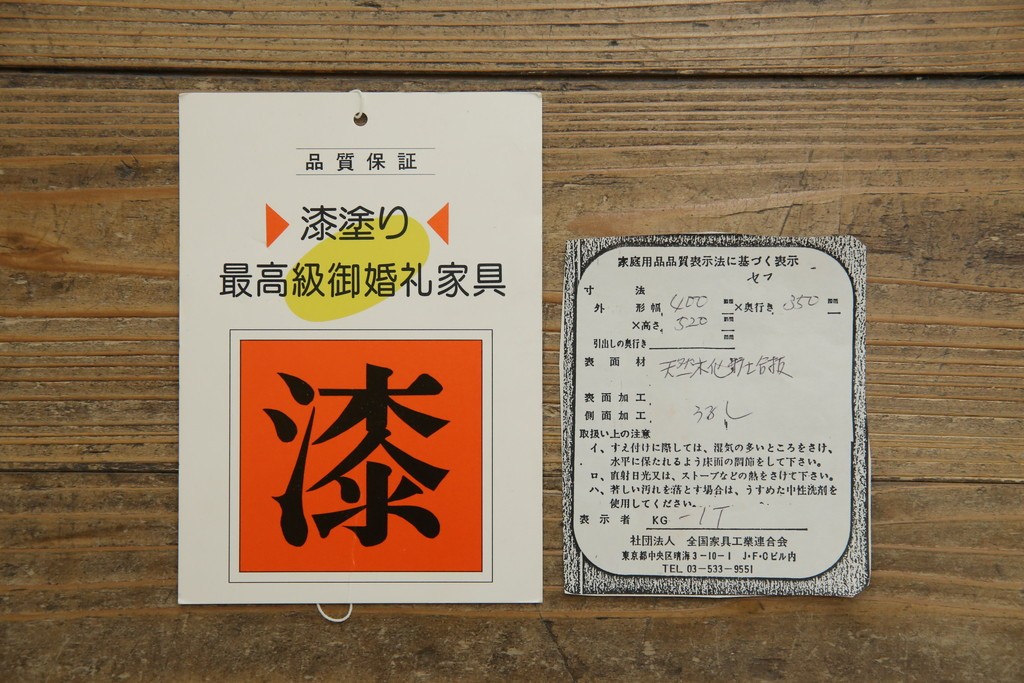 品質保証
漆塗り
最高級御婚礼家具
漆
家庭用品品質表示法に基づく表示
寸法
外形幅 400 ×奥行き 350
×高さ 520
引出しの奥行き
表面材 天然木化粧合板
表面加工
側面加工 うるし
取扱い上の注意
イ、すえ付けに際しては、湿気の多いところをさけ、
水平に保たれるよう床面の調節をして下さい。
ロ、直射日光又は、ストーブなどの熱をさけて下さい。
ハ、著しい汚れを落とす場合は、うすめた中性洗剤を
使用してください。
表示者 KG
社団法人 全国家具工業連合会
東京都中央区晴海3-10-1 J・F・Cビル内
TEL 03-533-9551